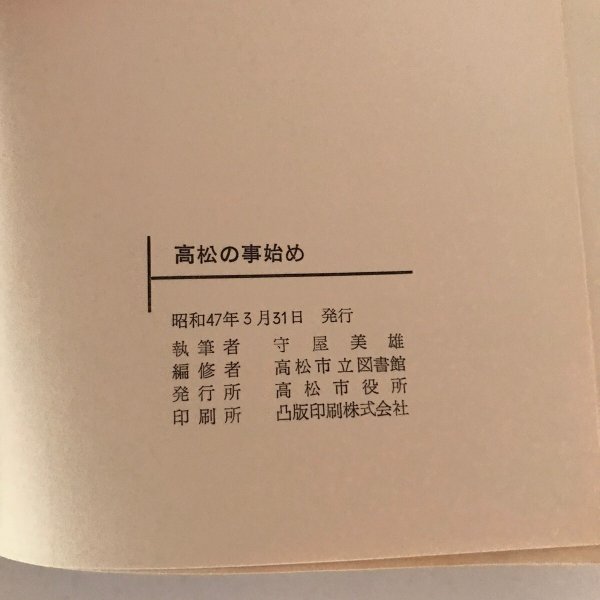 高松の事始め
昭和47年3月31日 発行
執筆者 守屋美雄
編修者 高松市立図書館
発行所 高松市役所
印刷所 凸版印刷株式会社